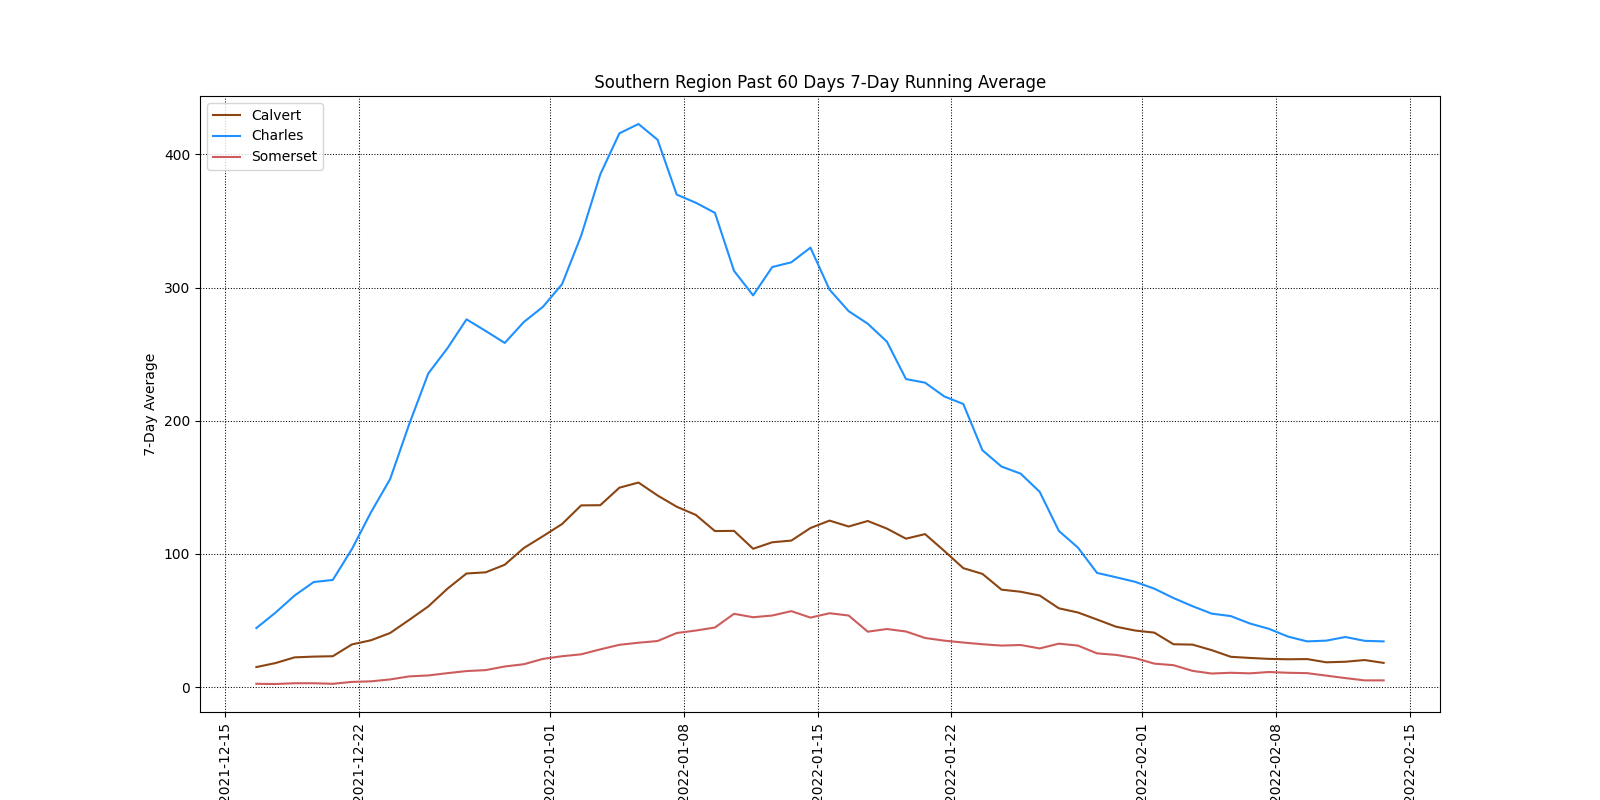 Southern Region Past 60 Days 7-Day Running Average
Calvert
Charles
Somerset
400
300
200
100
0
7-Day Average
2021-12-15
2021-12-22
2022-01-01
2022-01-08
2022-01-15
2022-01-22
2022-02-01
2022-02-08
2022-02-15